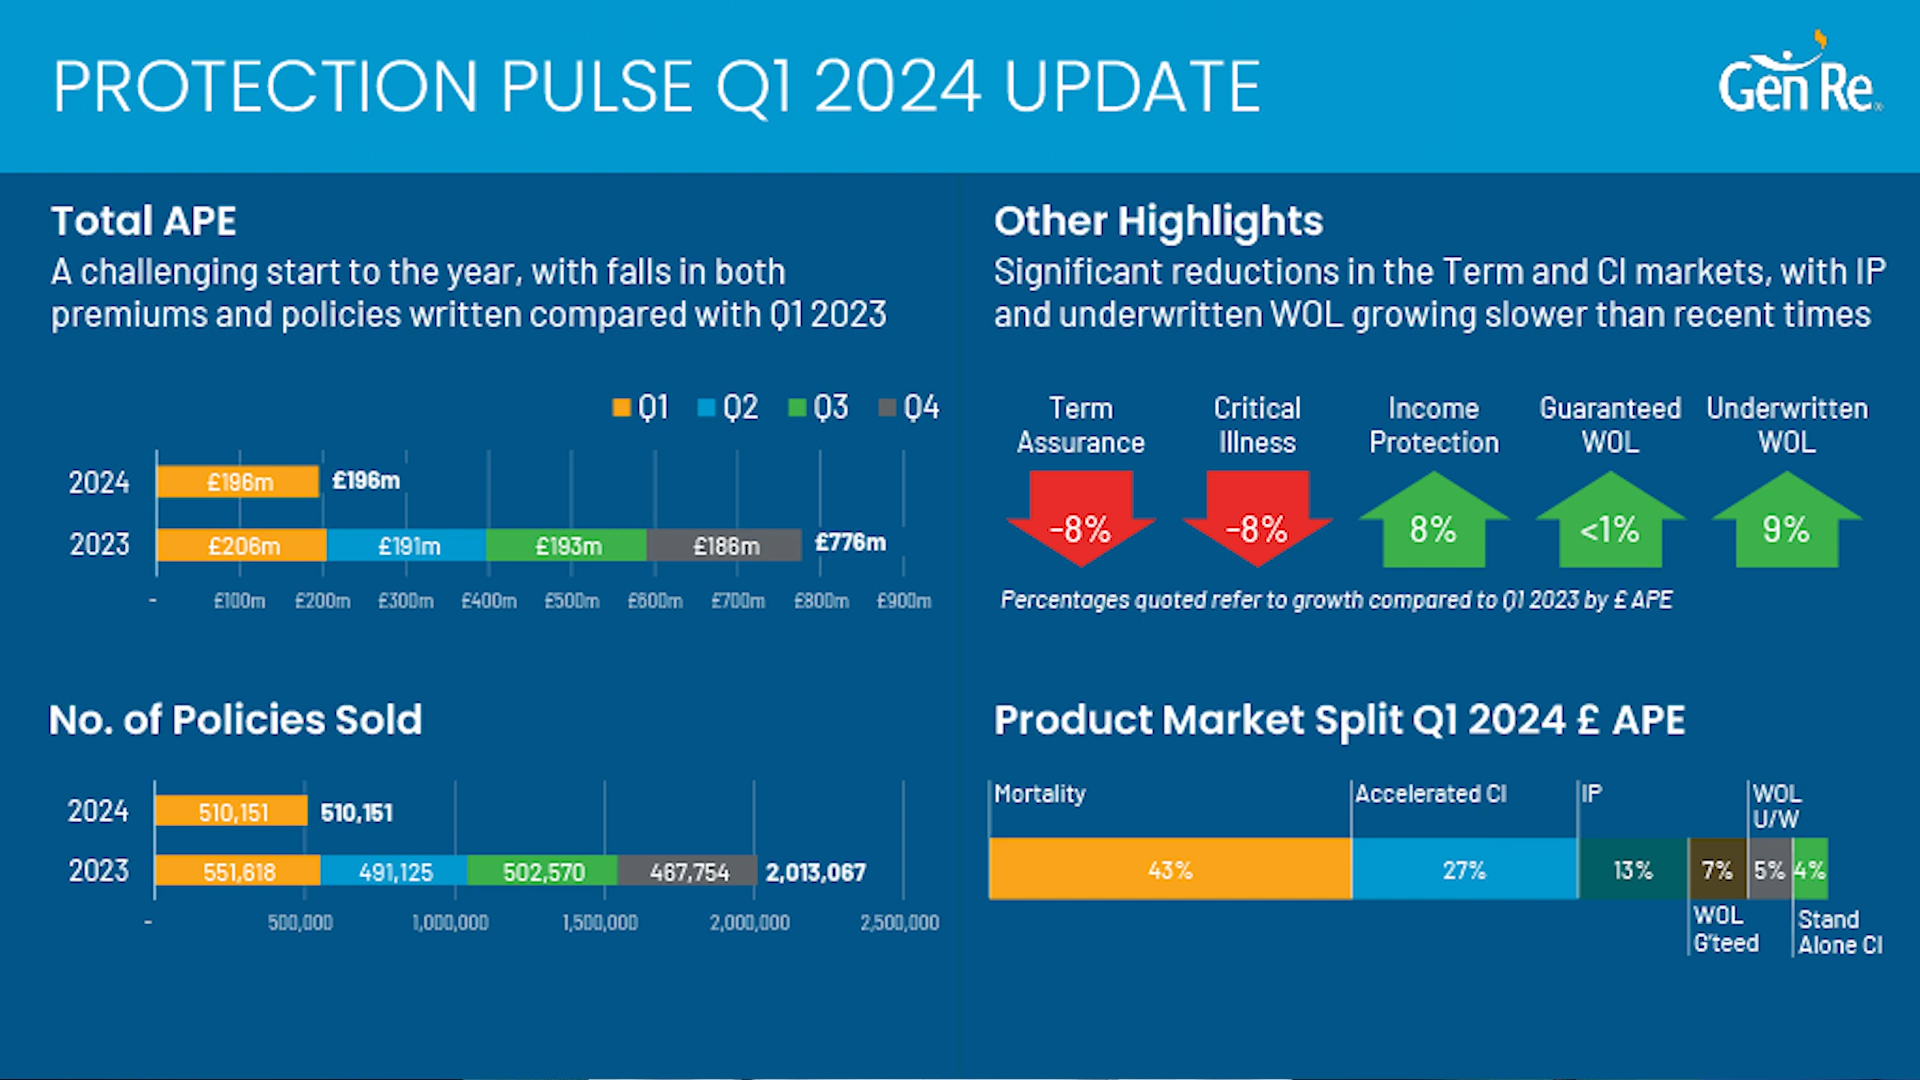 PROTECTION PULSE Q1 2024 UPDATE
Gen Re®
Total APE
A challenging start to the year, with falls in both
premiums and policies written compared with Q1 2023
Q1 Q2 Q3 Q4
2024 £196m £196m
2023 £206m £191m £193m £186m £776m
- £100m £200m £300m £400m £500m £600m £700m £800m £900m
Other Highlights
Significant reductions in the Term and CI markets, with IP
and underwritten WOL growing slower than recent times
Term Critical Income Guaranteed Underwritten
Assurance Illness Protection WOL WOL
-8% -8% 8% <1% 9%
Percentages quoted refer to growth compared to Q1 2023 by £ APE
No. of Policies Sold
2024 510,151 510,151
2023 551,618 491,125 502,570 467,754 2,013,067
- 500,000 1,000,000 1,500,000 2,000,000 2,500,000
Product Market Split Q1 2024 £ APE
Mortality Accelerated CI IP WOL
U/W
43% 27% 13% 7% 5% 4%
WOL Stand
G'teed Alone CI